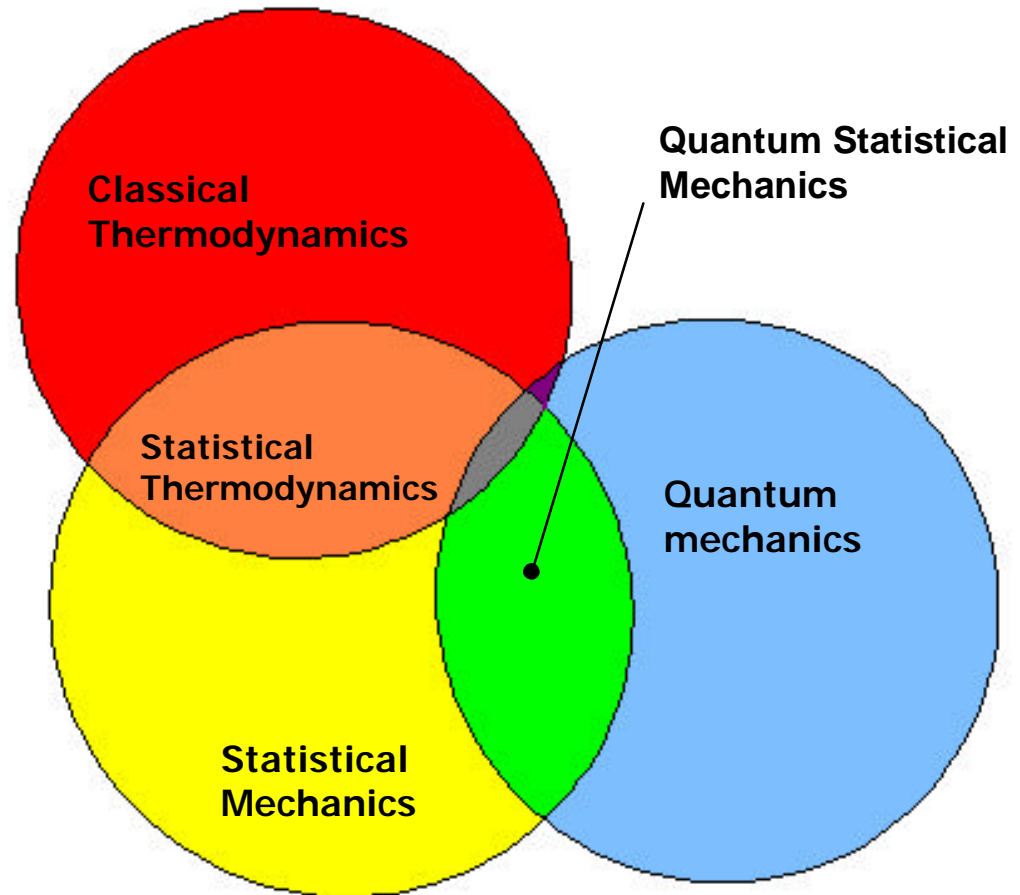 Quantum Statistical
Mechanics
Classical
Thermodynamics
Statistical
Thermodynamics
Quantum
mechanics
Statistical
Mechanics